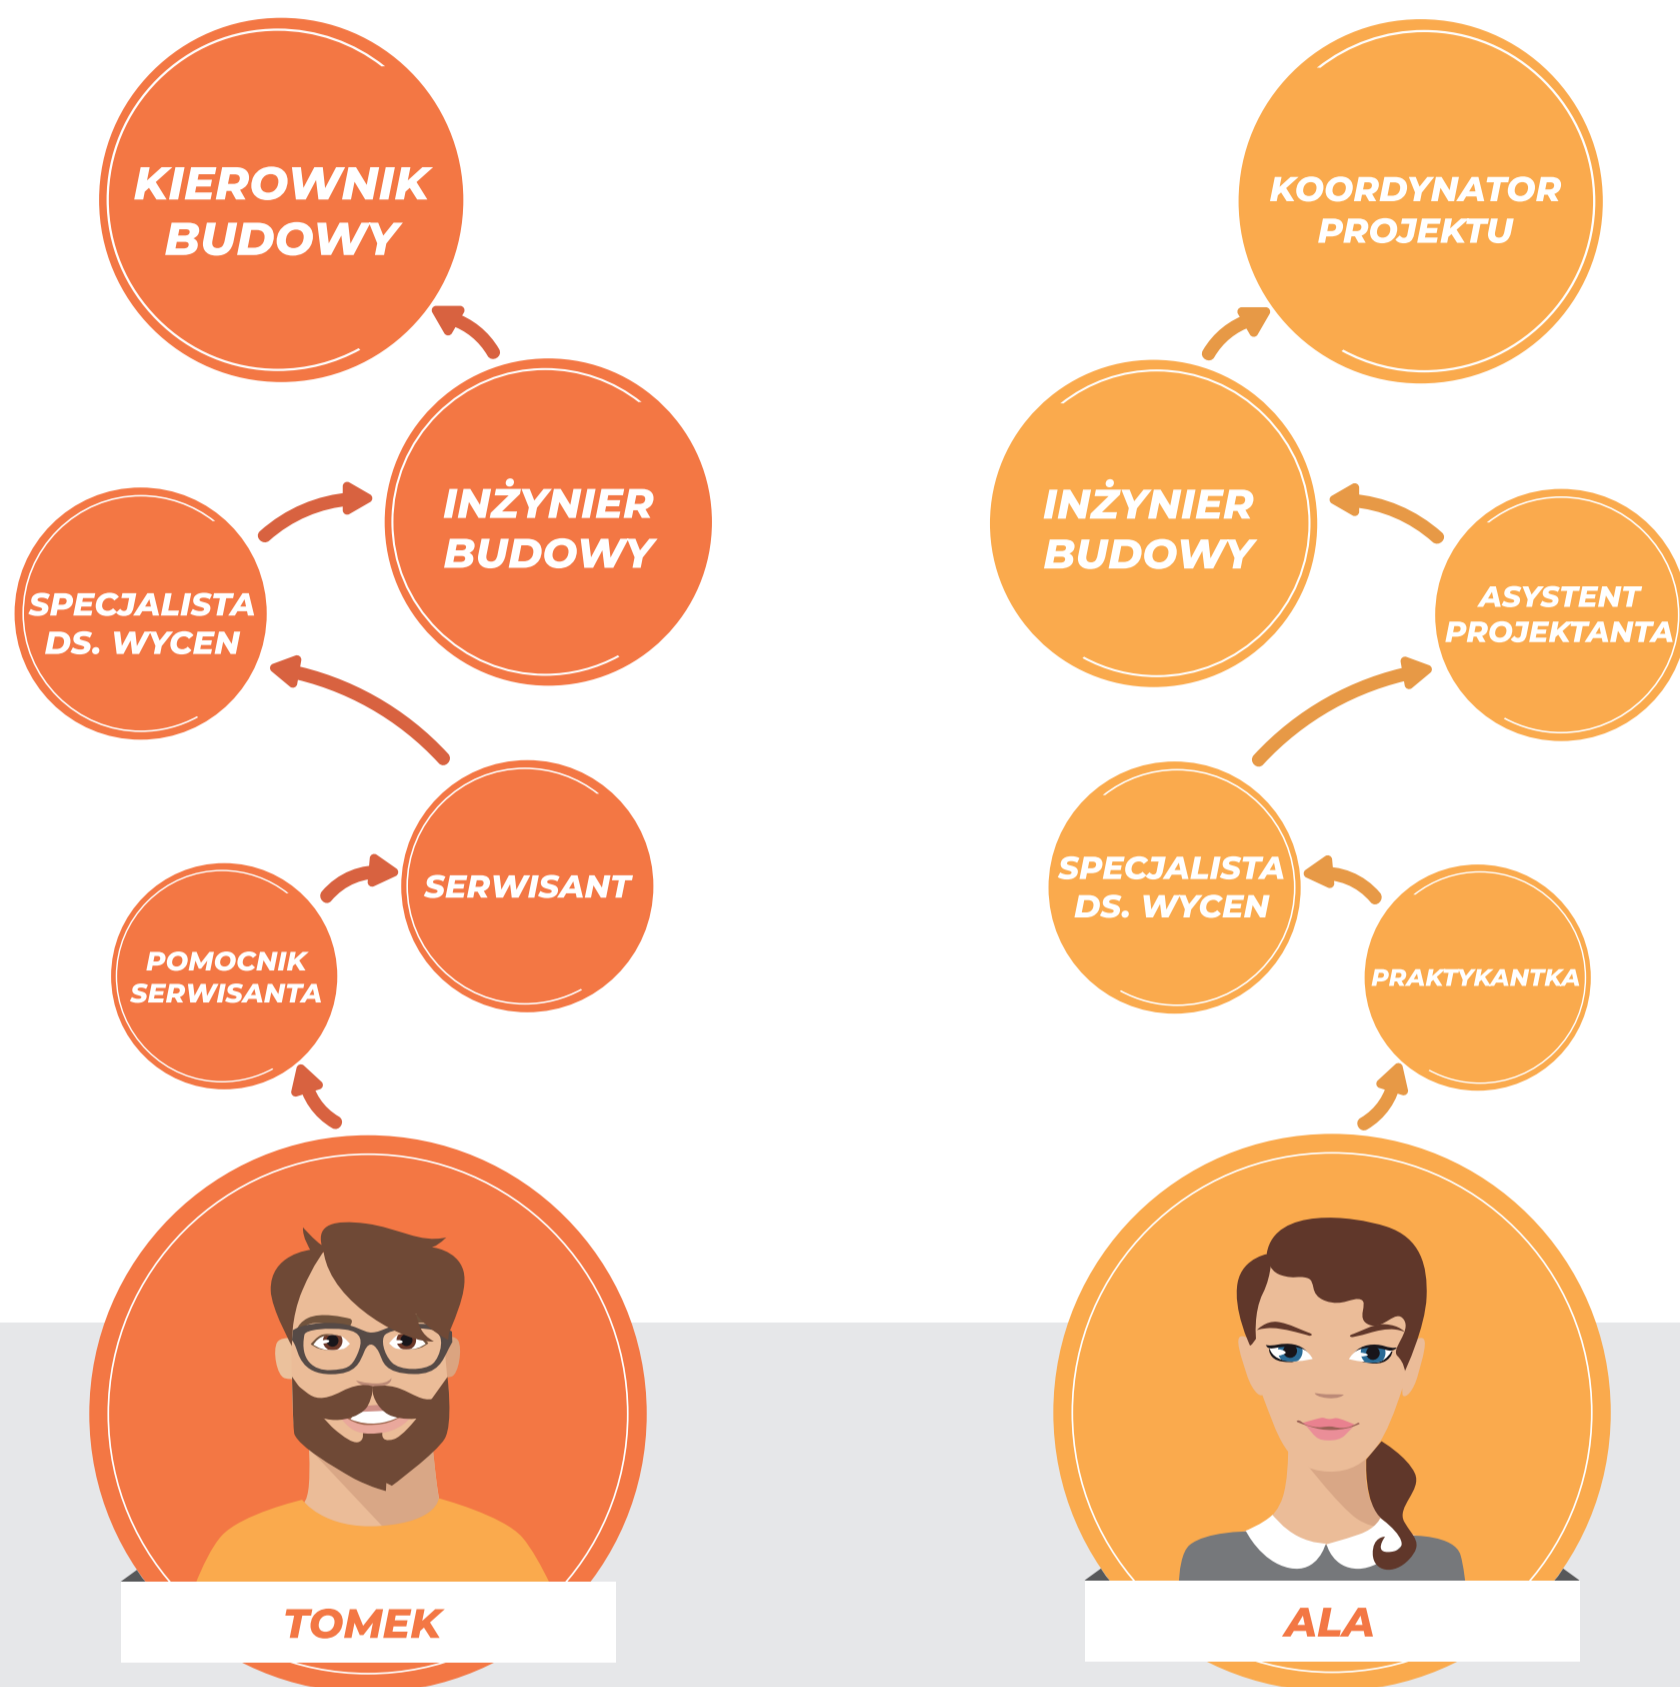 KIEROWNIK
BUDOWY
INŻYNIER
BUDOWY
SPECJALISTA
DS. WYCEN
SERWISANT
POMOCNIK
SERWISANTA
TOMEK
KOORDYNATOR
PROJEKTU
INŻYNIER
BUDOWY
ASYSTENT
PROJEKTANTA
SPECJALISTA
DS. WYCEN
PRAKTYKANTKA
ALA